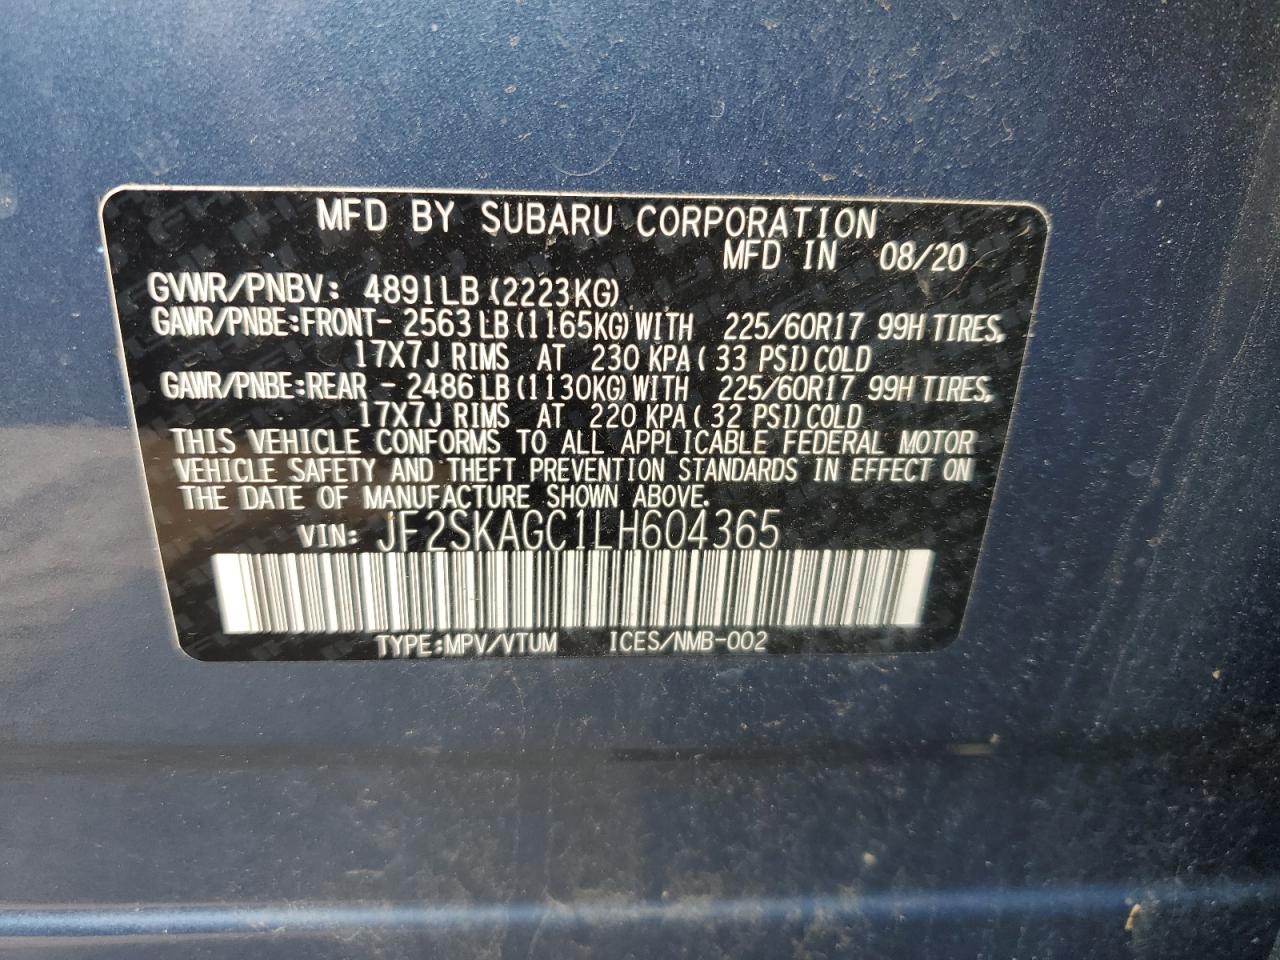 MFD BY SUBARU CORPORATION
MFD IN 08/20
GVWR/PNBV: 4891LB (2223KG)
GAWR/PNBE:FRONT- 2563LB(1165KG)WITH 225/60R17 99H TIRES,
17X7J RIMS AT 230 KPA( 33 PSI)COLD
GAWR/PNBE:REAR - 2486LB(1130KG)WITH 225/60R17 99H TIRES,
17X7J RIMS AT 220 KPA( 32 PSI)COLD
THIS VEHICLE CONFORMS TO ALL APPLICABLE FEDERAL MOTOR
VEHICLE SAFETY AND THEFT PREVENTION STANDARDS IN EFFECT ON
THE DATE OF MANUFACTURE SHOWN ABOVE.
VIN: JF2SKAGC1LH604365
TYPE:MPV/VTUM ICES/NMB-002